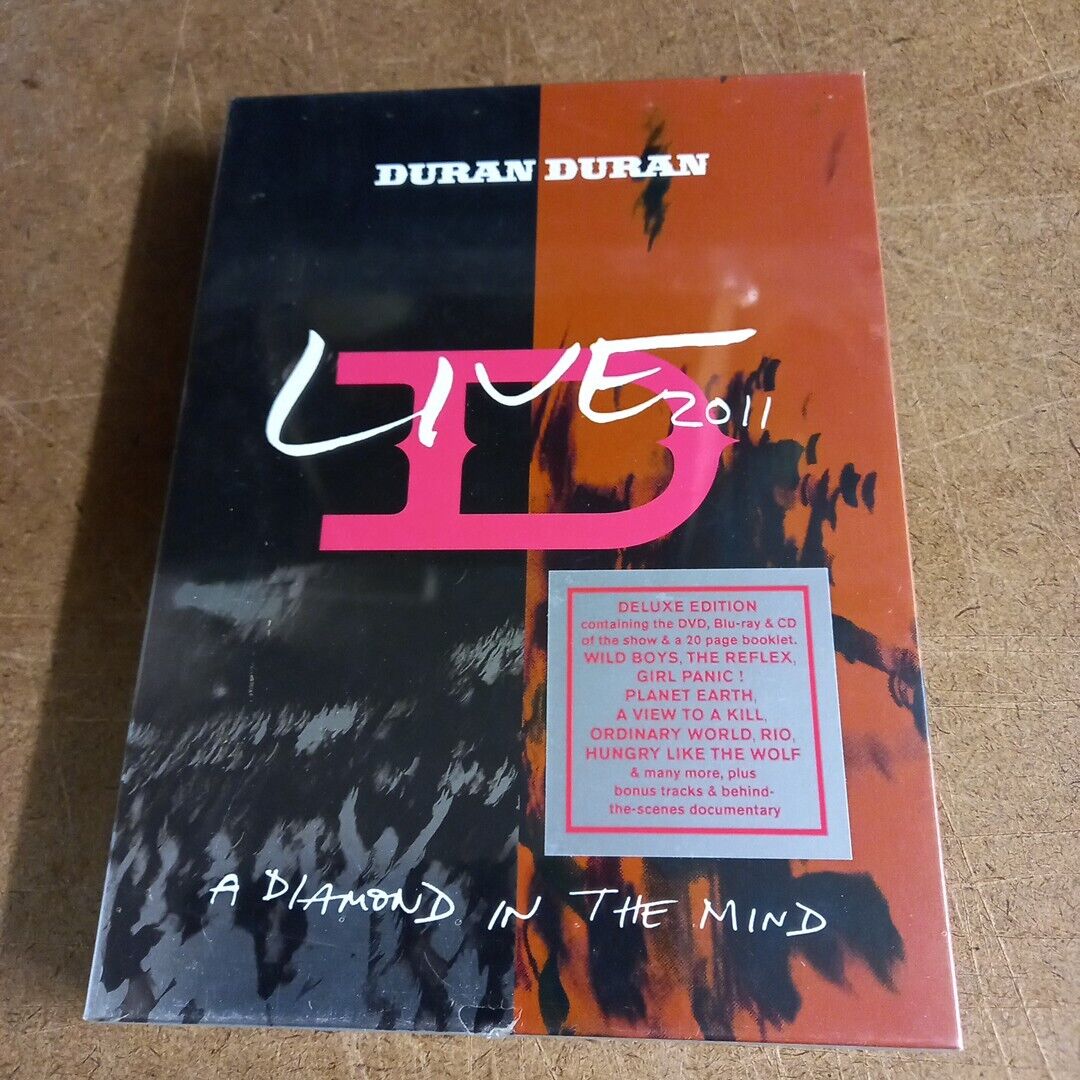 DURAN DURAN
LIVE 2011
D
DELUXE EDITION
containing the DVD, Blu-ray & CD
of the show & a 20 page booklet.
WILD BOYS, THE REFLEX,
GIRL PANIC !
PLANET EARTH,
A VIEW TO A KILL,
ORDINARY WORLD, RIO,
HUNGRY LIKE THE WOLF
& many more, plus
bonus tracks & behind-
the-scenes documentary
A DIAMOND IN THE MIND